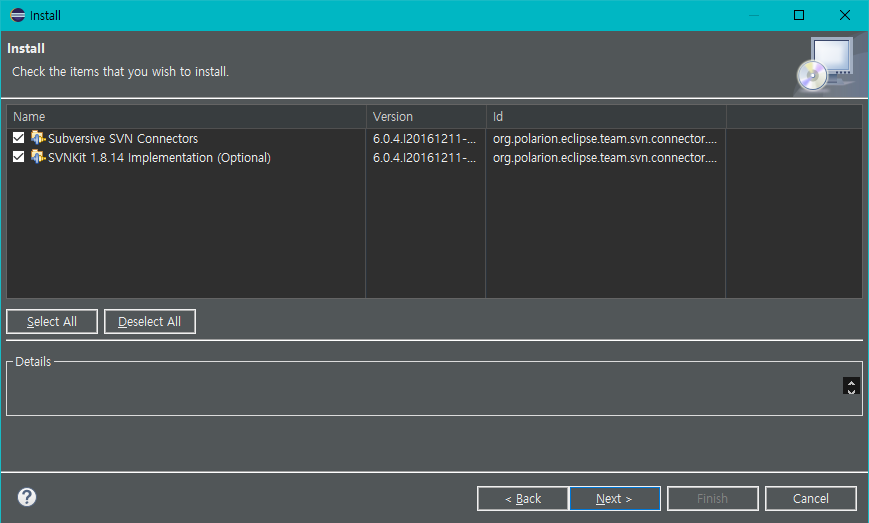 Install
Install
Check the items that you wish to install.
Name Version Id
Subversive SVN Connectors 6.0.4.I20161211-... org.polarion.eclipse.team.svn.connector....
SVNKit 1.8.14 Implementation (Optional) 6.0.4.I20161211-... org.polarion.eclipse.team.svn.connector....
Select All Deselect All
Details
? < Back Next > Finish Cancel